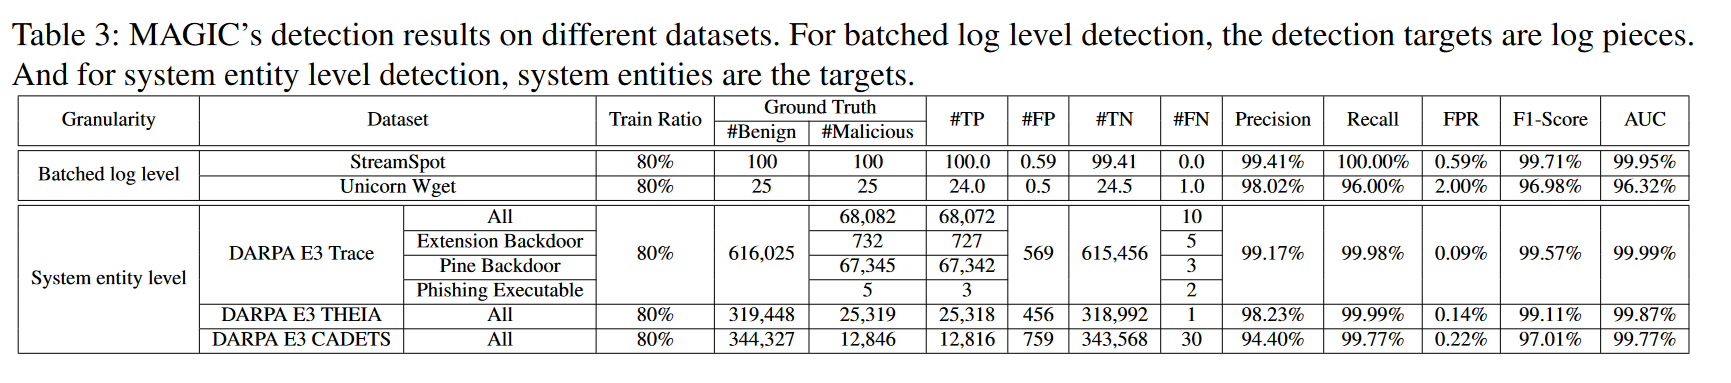 Table 3: MAGIC's detection results on different datasets. For batched log level detection, the detection targets are log pieces.
And for system entity level detection, system entities are the targets.
Granularity Dataset Train Ratio Ground Truth #TP #FP #TN #FN Precision Recall FPR F1-Score AUC
#Benign #Malicious
Batched log level StreamSpot 80% 100 100 100.0 0.59 99.41 0.0 99.41% 100.00% 0.59% 99.71% 99.95%
Unicorn Wget 80% 25 25 24.0 0.5 24.5 1.0 98.02% 96.00% 2.00% 96.98% 96.32%
System entity level DARPA E3 Trace All 80% 616,025 68,082 68,072 569 615,456 10 99.17% 99.98% 0.09% 99.57% 99.99%
Extension Backdoor 732 727 5
Pine Backdoor 67,345 67,342 3
Phishing Executable 5 3 2
DARPA E3 THEIA All 80% 319,448 25,319 25,318 456 318,992 1 98.23% 99.99% 0.14% 99.11% 99.87%
DARPA E3 CADETS All 80% 344,327 12,846 12,816 759 343,568 30 94.40% 99.77% 0.22% 97.01% 99.77%